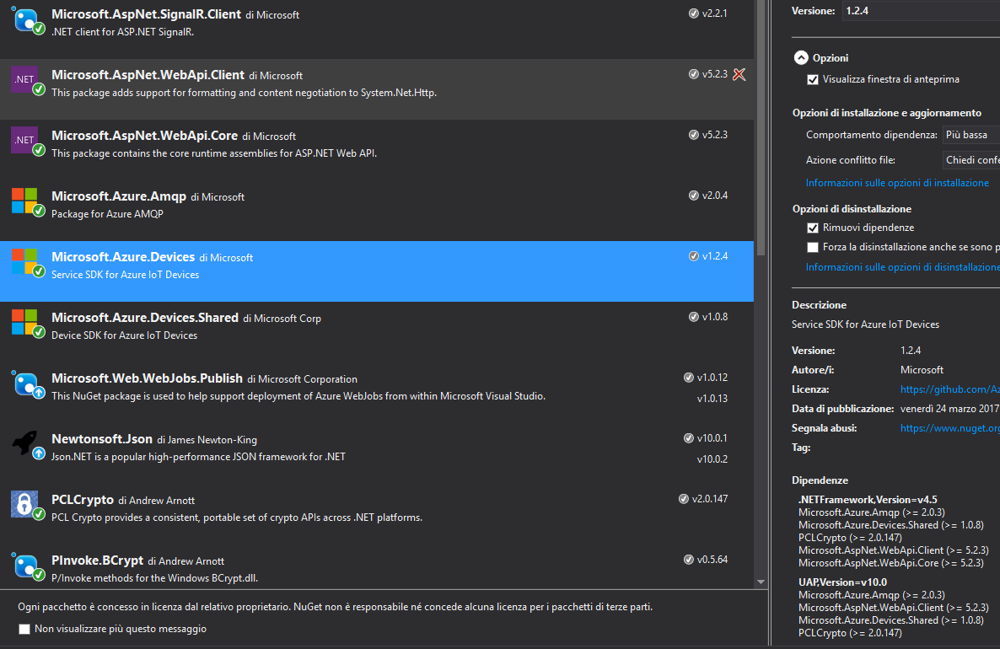 Microsoft.AspNet.SignalR.Client di Microsoft v2.2.1
.NET client for ASP.NET SignalR.
.NET Microsoft.AspNet.WebApi.Client di Microsoft v5.2.3
This package adds support for formatting and content negotiation to System.Net.Http.
.NET Microsoft.AspNet.WebApi.Core di Microsoft v5.2.3
This package contains the core runtime assemblies for ASP.NET Web API.
Microsoft.Azure.Amqp di Microsoft v2.0.4
Package for Azure AMQP
Microsoft.Azure.Devices di Microsoft v1.2.4
Service SDK for Azure IoT Devices
Microsoft.Azure.Devices.Shared di Microsoft Corp v1.0.8
Device SDK for Azure IoT Devices
Microsoft.Web.WebJobs.Publish di Microsoft Corporation v1.0.12
This NuGet package is used to help support deployment of Azure WebJobs from within Microsoft Visual Studio. v1.0.13
Newtonsoft.Json di James Newton-King v10.0.1
Json.NET is a popular high-performance JSON framework for .NET v10.0.2
PCLCrypto di Andrew Arnott v2.0.147
PCL Crypto provides a consistent, portable set of crypto APIs across .NET platforms.
PInvoke.BCrypt di Andrew Arnott v0.5.64
P/Invoke methods for the Windows BCrypt.dll.
Ogni pacchetto è concesso in licenza dal relativo proprietario. NuGet non è responsabile né concede alcuna licenza per i pacchetti di terze parti.
Non visualizzare più questo messaggio
Versione: 1.2.4
Opzioni
Visualizza finestra di anteprima
Opzioni di installazione e aggiornamento
Comportamento dipendenza: Più bassa
Azione conflitto file: Chiedi confe
Informazioni sulle opzioni di installazione
Opzioni di disinstallazione
Rimuovi dipendenze
Forza la disinstallazione anche se sono p
Informazioni sulle opzioni di disinstallazione
Descrizione
Service SDK for Azure IoT Devices
Versione: 1.2.4
Autore/i: Microsoft
Licenza: https://github.com/Az
Data di pubblicazione: venerdì 24 marzo 2017
Segnala abusi: https://www.nuget.org
Tag:
Dipendenze
.NETFramework,Version=v4.5
Microsoft.Azure.Amqp (>= 2.0.3)
Microsoft.Azure.Devices.Shared (>= 1.0.8)
PCLCrypto (>= 2.0.147)
Microsoft.AspNet.WebApi.Client (>= 5.2.3)
Microsoft.AspNet.WebApi.Core (>= 5.2.3)
UAP,Version=v10.0
Microsoft.Azure.Amqp (>= 2.0.3)
Microsoft.AspNet.WebApi.Client (>= 5.2.3)
Microsoft.Azure.Devices.Shared (>= 1.0.8)
PCLCrypto (>= 2.0.147)